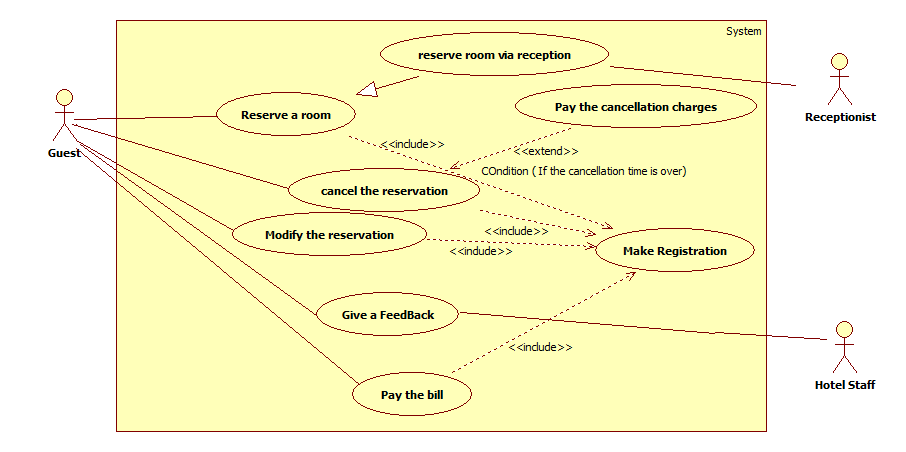 System
reserve room via reception
Receptionist
Pay the cancellation charges
Reserve a room
Guest
<<include>>
<<extend>>
COndition ( If the cancellation time is over)
cancel the reservation
<<include>>
Modify the reservation
<<include>>
Make Registration
Give a FeedBack
<<include>>
Hotel Staff
Pay the bill